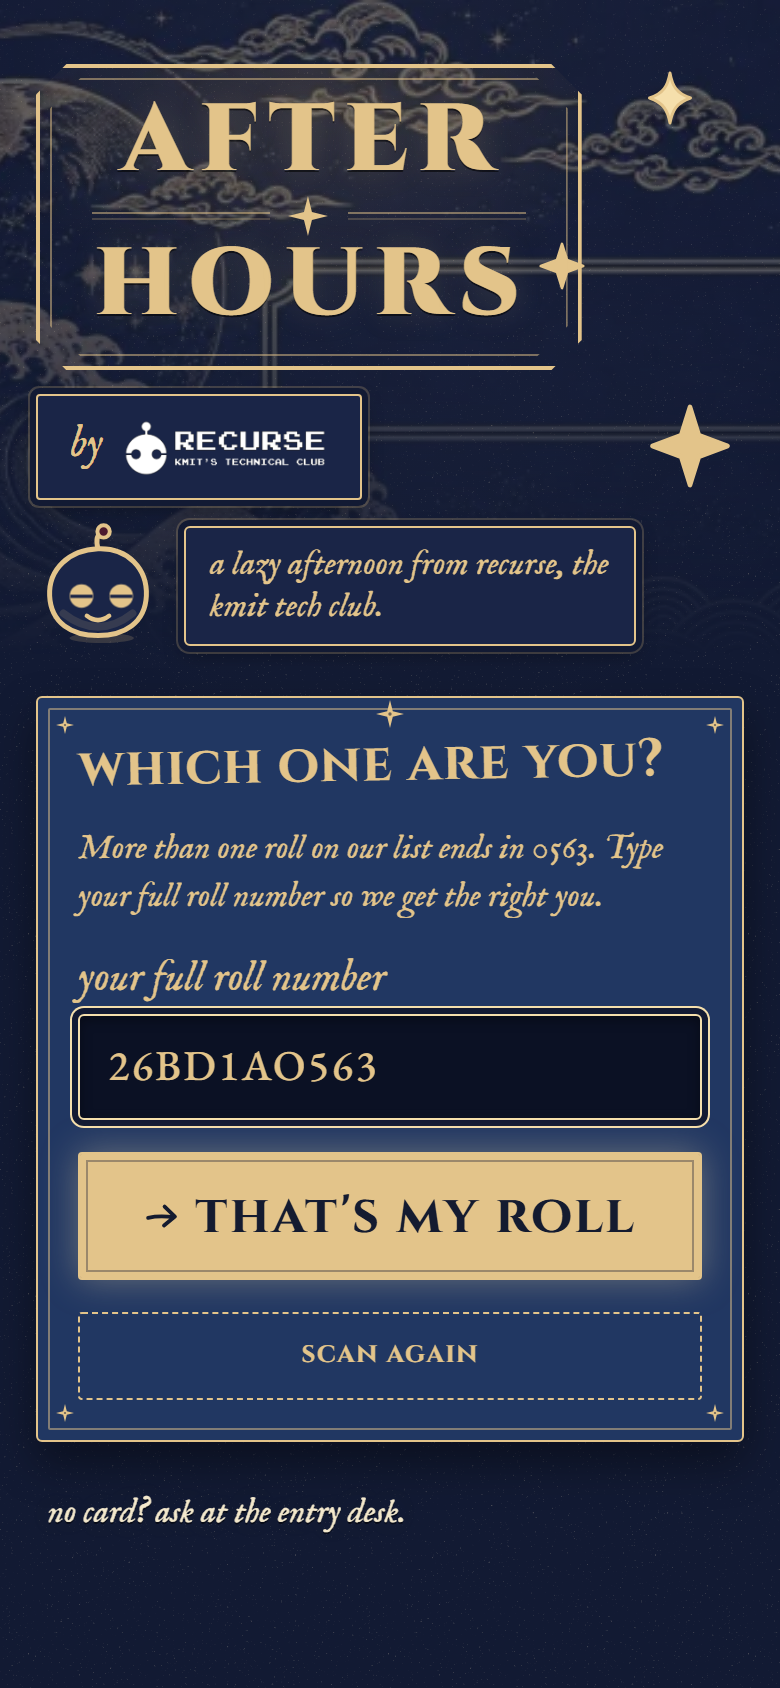 AFTER
HOURS
by RECURSE
KMIT'S TECHNICAL CLUB
a lazy afternoon from recurse, the
kmit tech club.
WHICH ONE ARE YOU?
More than one roll on our list ends in 0563. Type
your full roll number so we get the right you.
your full roll number
26BD1AO563
→ THAT'S MY ROLL
SCAN AGAIN
no card? ask at the entry desk.